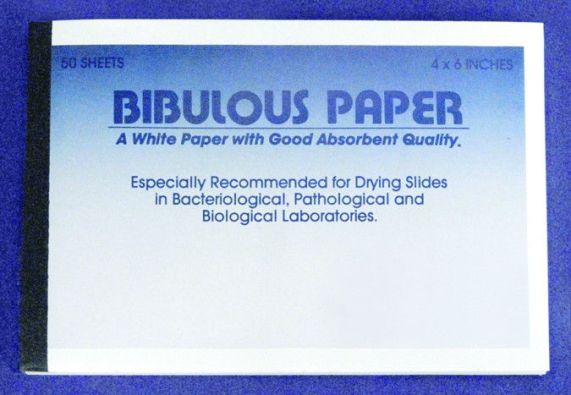 50 SHEETS 4 x 6 INCHES
BIBULOUS PAPER
A White Paper with Good Absorbent Quality.
Especially Recommended for Drying Slides
in Bacteriological, Pathological and
Biological Laboratories.